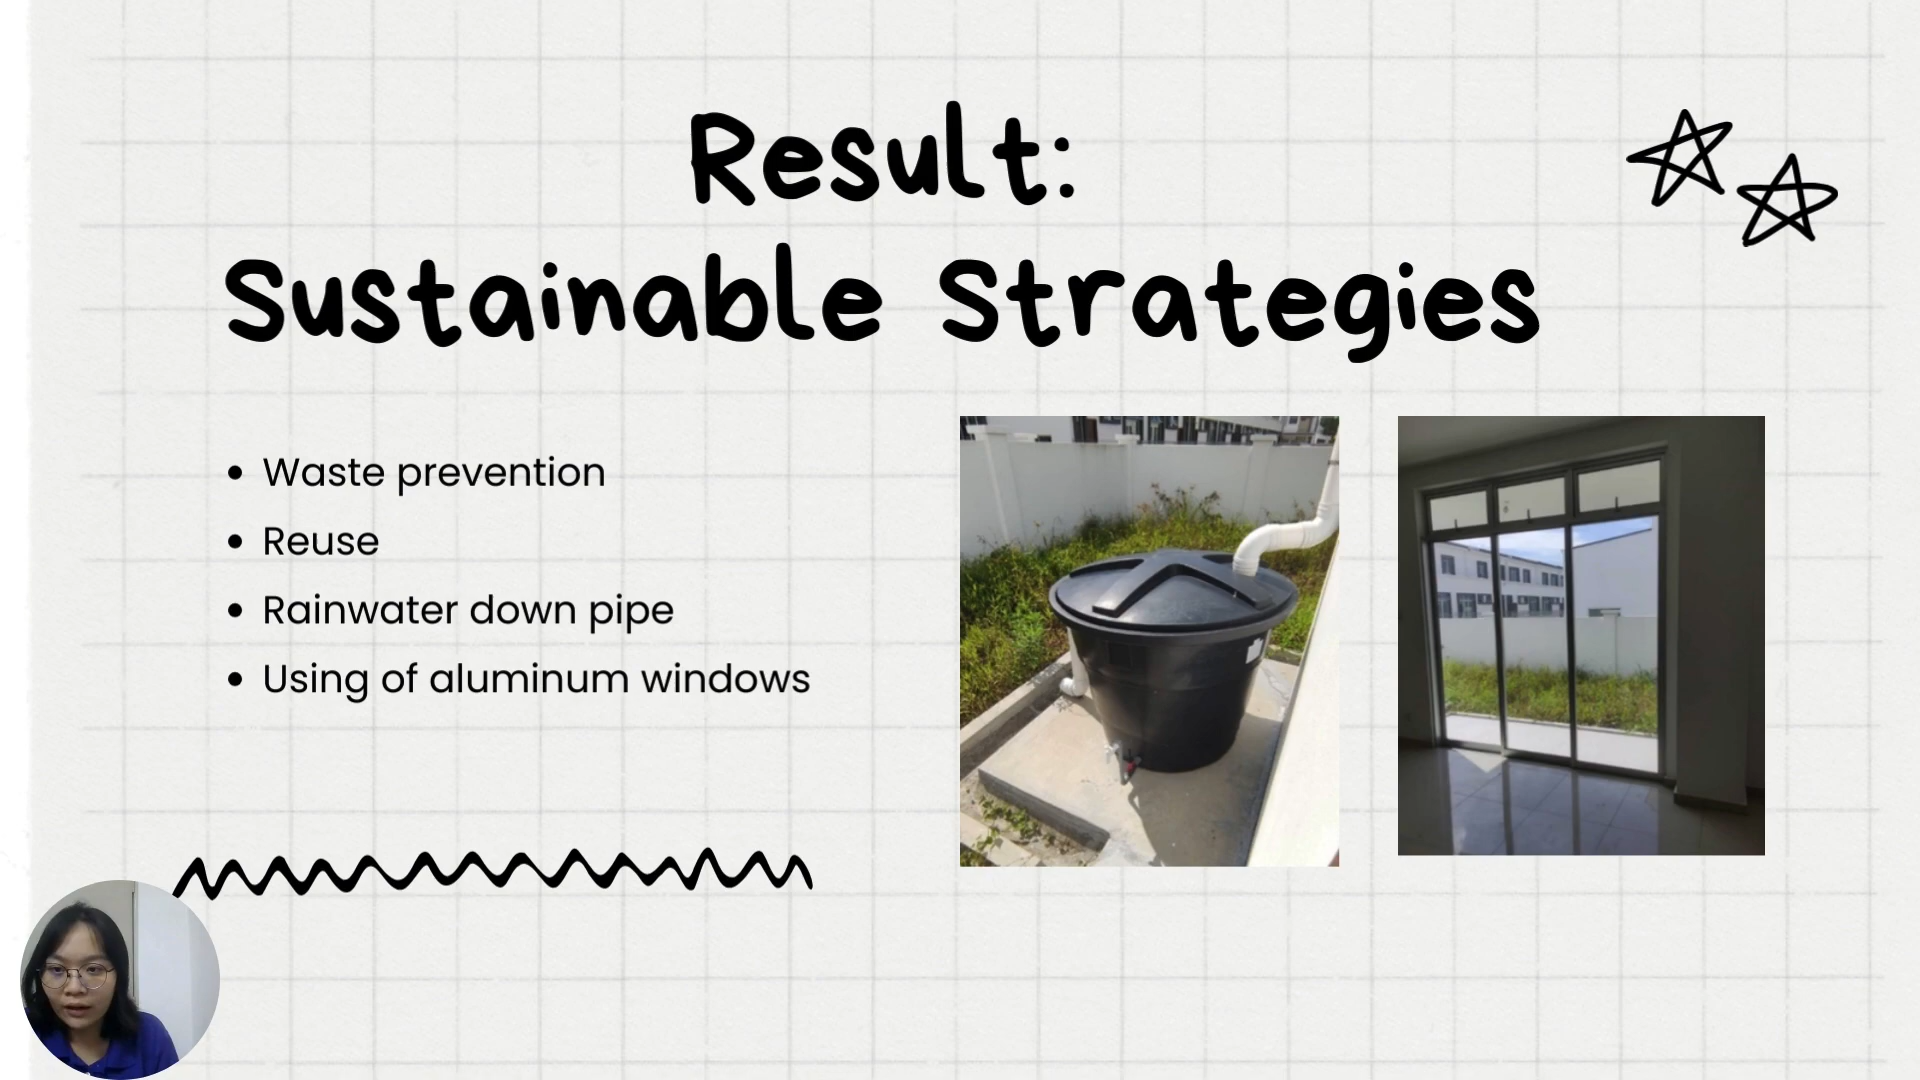 Result:
Sustainable Strategies
• Waste prevention
• Reuse
• Rainwater down pipe
• Using of aluminum windows